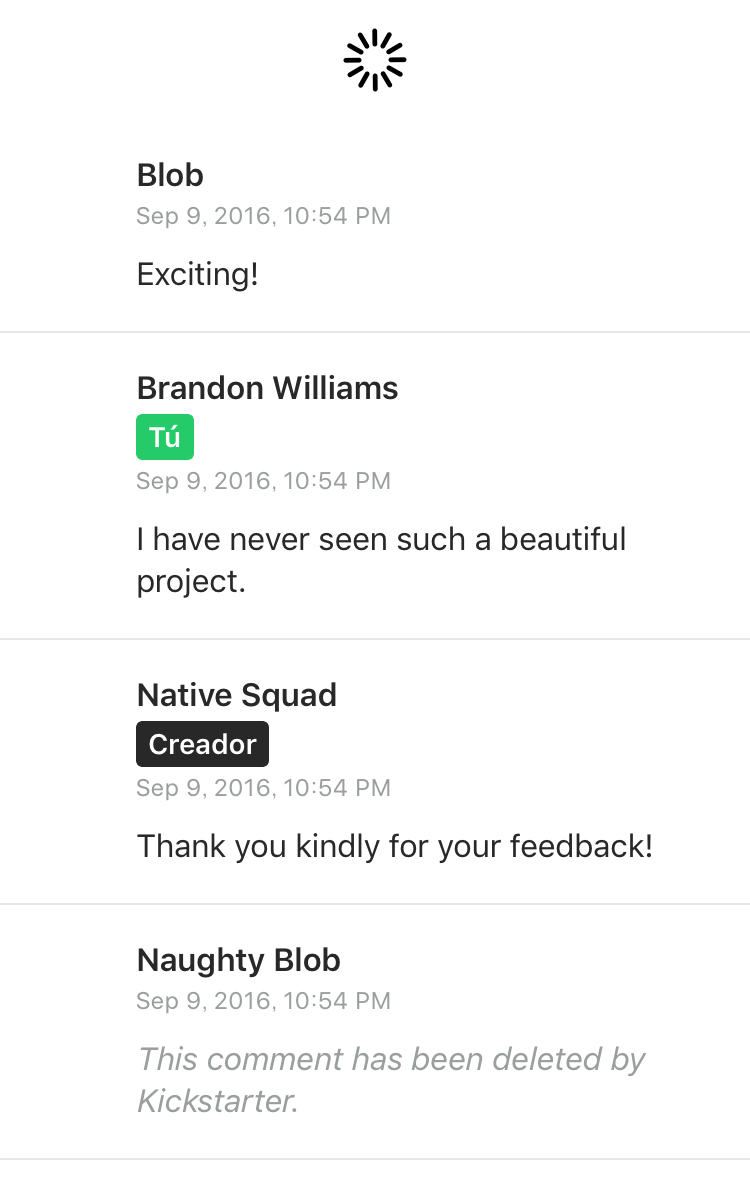 Blob
Sep 9, 2016, 10:54 PM
Exciting!
Brandon Williams
Tú
Sep 9, 2016, 10:54 PM
I have never seen such a beautiful
project.
Native Squad
Creador
Sep 9, 2016, 10:54 PM
Thank you kindly for your feedback!
Naughty Blob
Sep 9, 2016, 10:54 PM
This comment has been deleted by
Kickstarter.